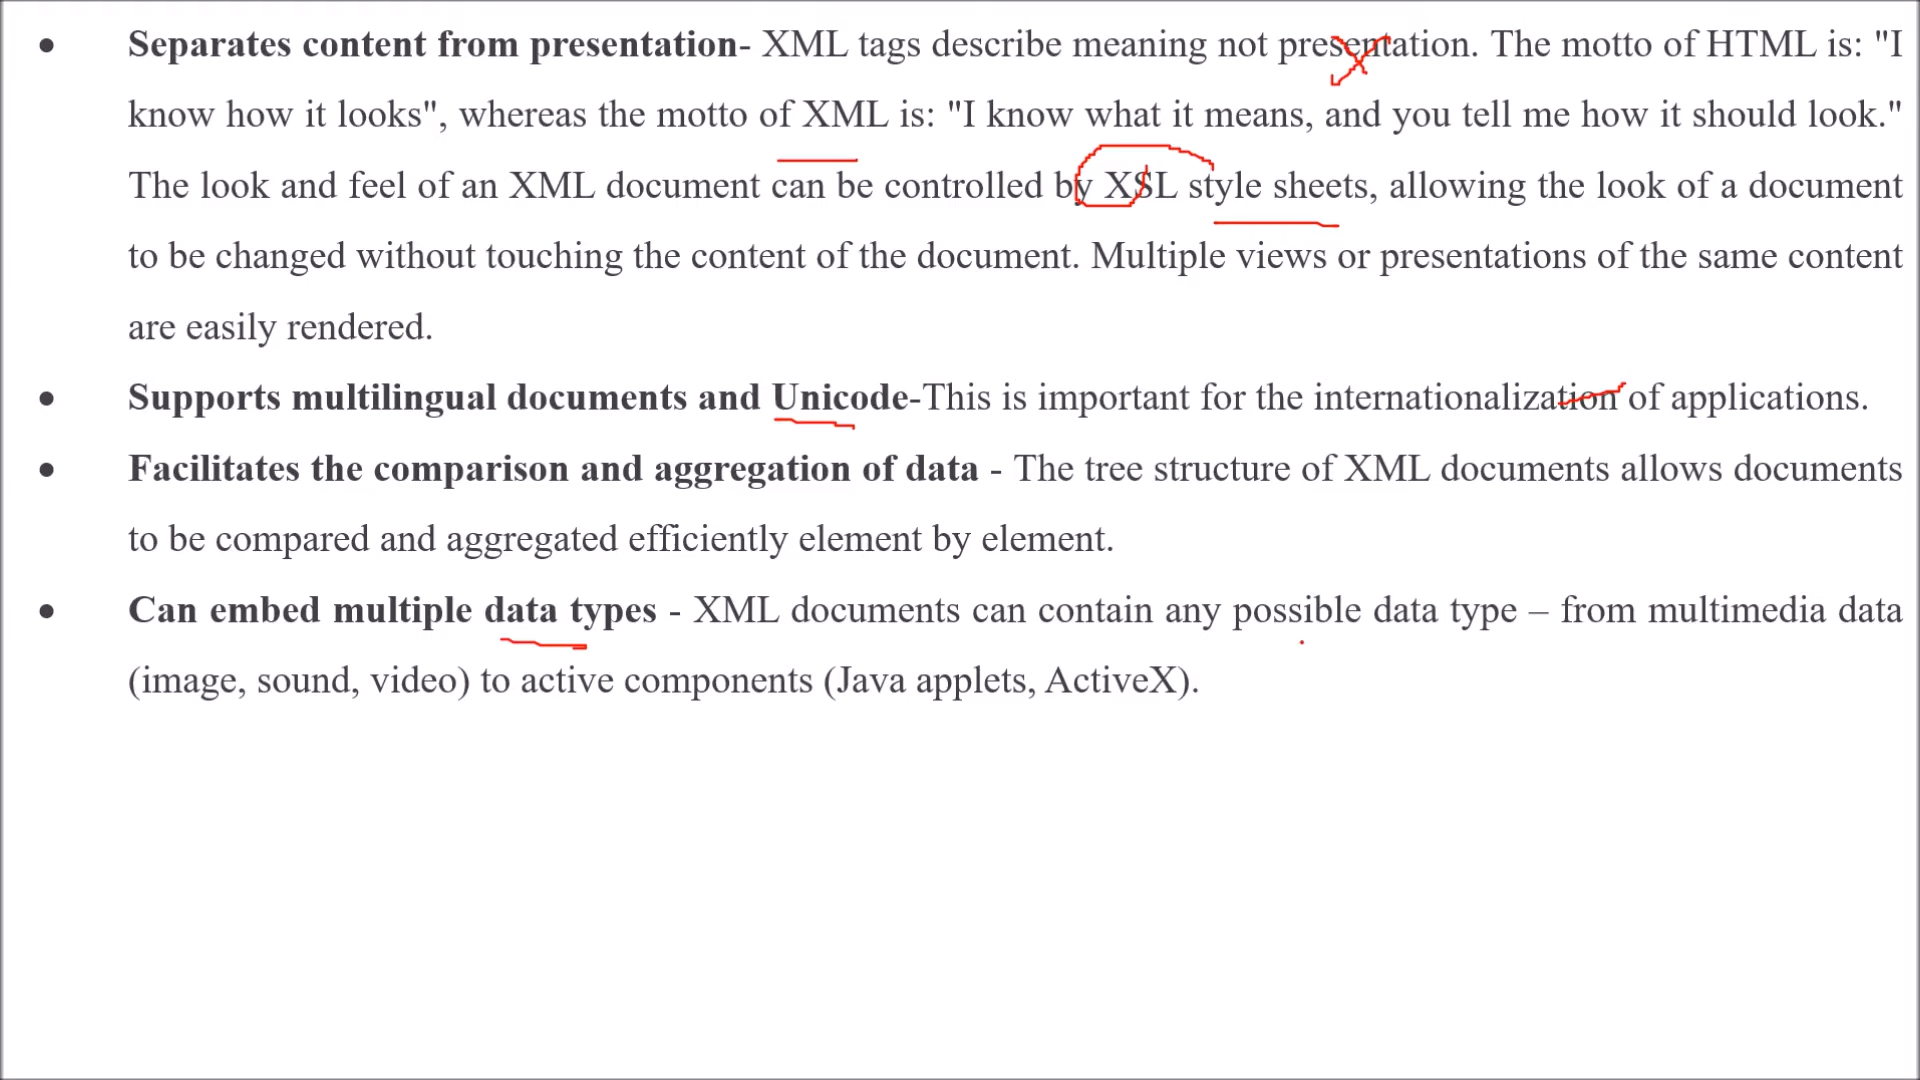 • Separates content from presentation- XML tags describe meaning not presentation. The motto of HTML is: "I
know how it looks", whereas the motto of XML is: "I know what it means, and you tell me how it should look."
The look and feel of an XML document can be controlled by XSL style sheets, allowing the look of a document
to be changed without touching the content of the document. Multiple views or presentations of the same content
are easily rendered.
• Supports multilingual documents and Unicode-This is important for the internationalization of applications.
• Facilitates the comparison and aggregation of data - The tree structure of XML documents allows documents
to be compared and aggregated efficiently element by element.
• Can embed multiple data types - XML documents can contain any possible data type – from multimedia data
(image, sound, video) to active components (Java applets, ActiveX).